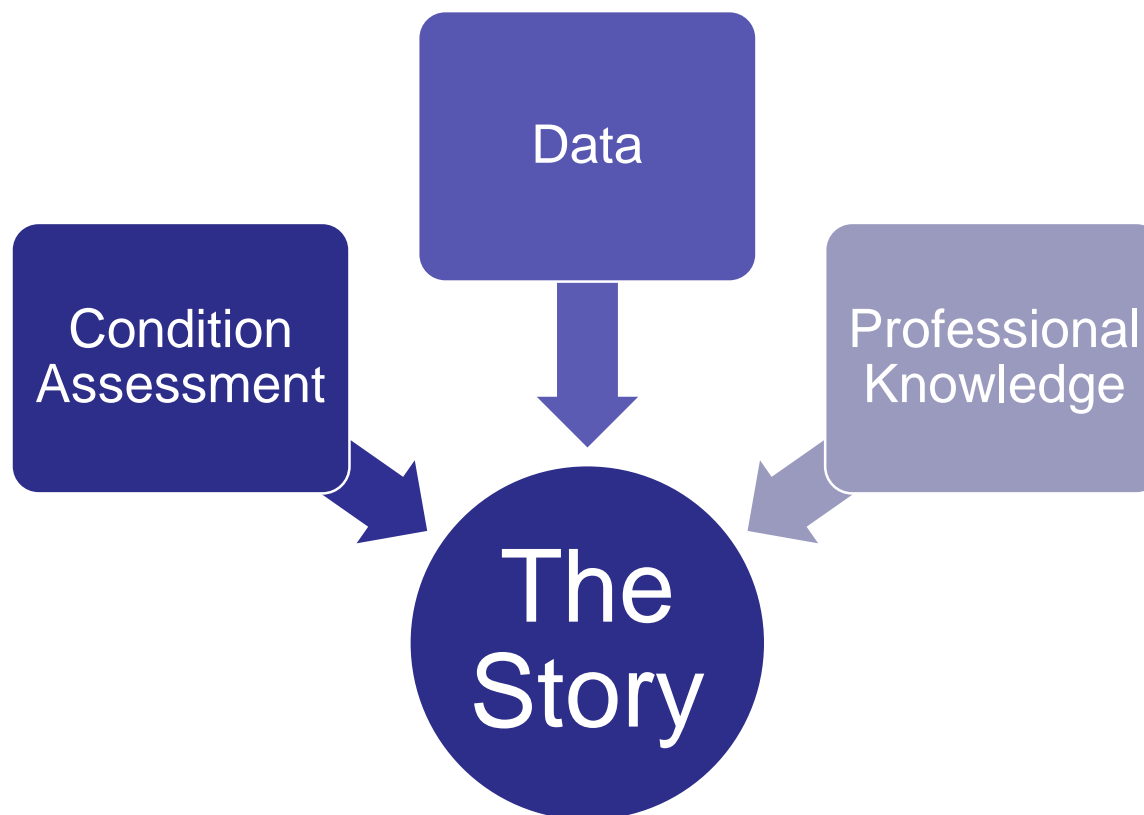 Data
Condition
Assessment
Professional
Knowledge
The
Story